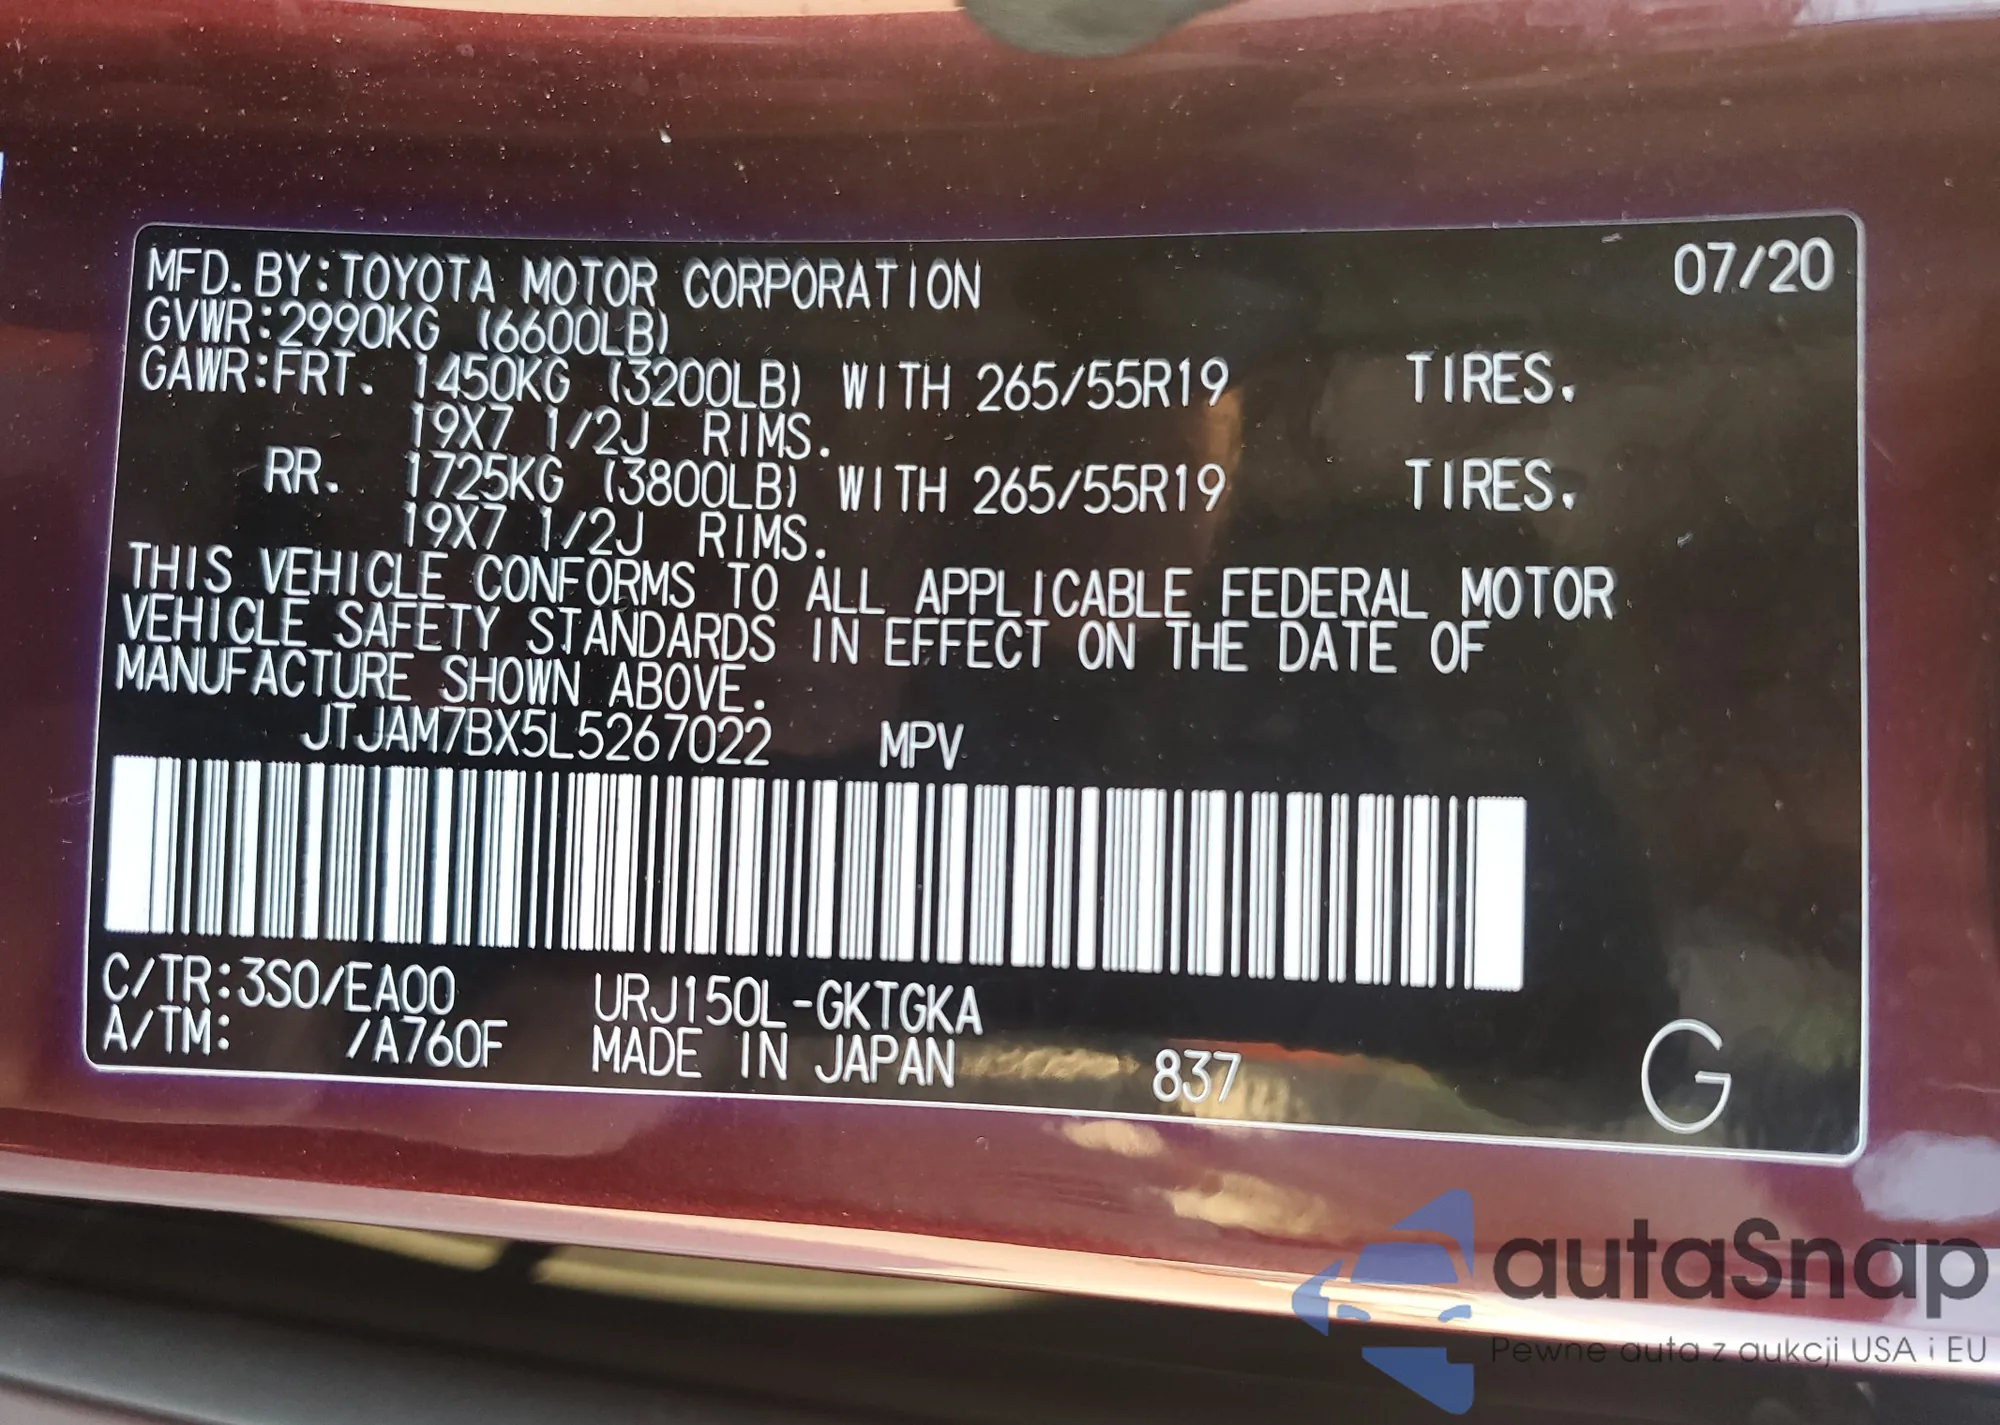 MFD. BY:TOYOTA MOTOR CORPORATION 07/20
GVWR:2990KG (6600LB)
GAWR:FRT. 1450KG (3200LB) WITH 265/55R19 TIRES.
19X7 1/2J RIMS.
RR. 1725KG (3800LB) WITH 265/55R19 TIRES.
19X7 1/2J RIMS.
THIS VEHICLE CONFORMS TO ALL APPLICABLE FEDERAL MOTOR
VEHICLE SAFETY STANDARDS IN EFFECT ON THE DATE OF
MANUFACTURE SHOWN ABOVE.
JTJAM7BX5L5267022 MPV
C/TR:3S0/EA00 URJ150L-GKTGKA
A/TM: /A760F MADE IN JAPAN 837 G
autaSnap
Pewne auta z aukcji USA i EU